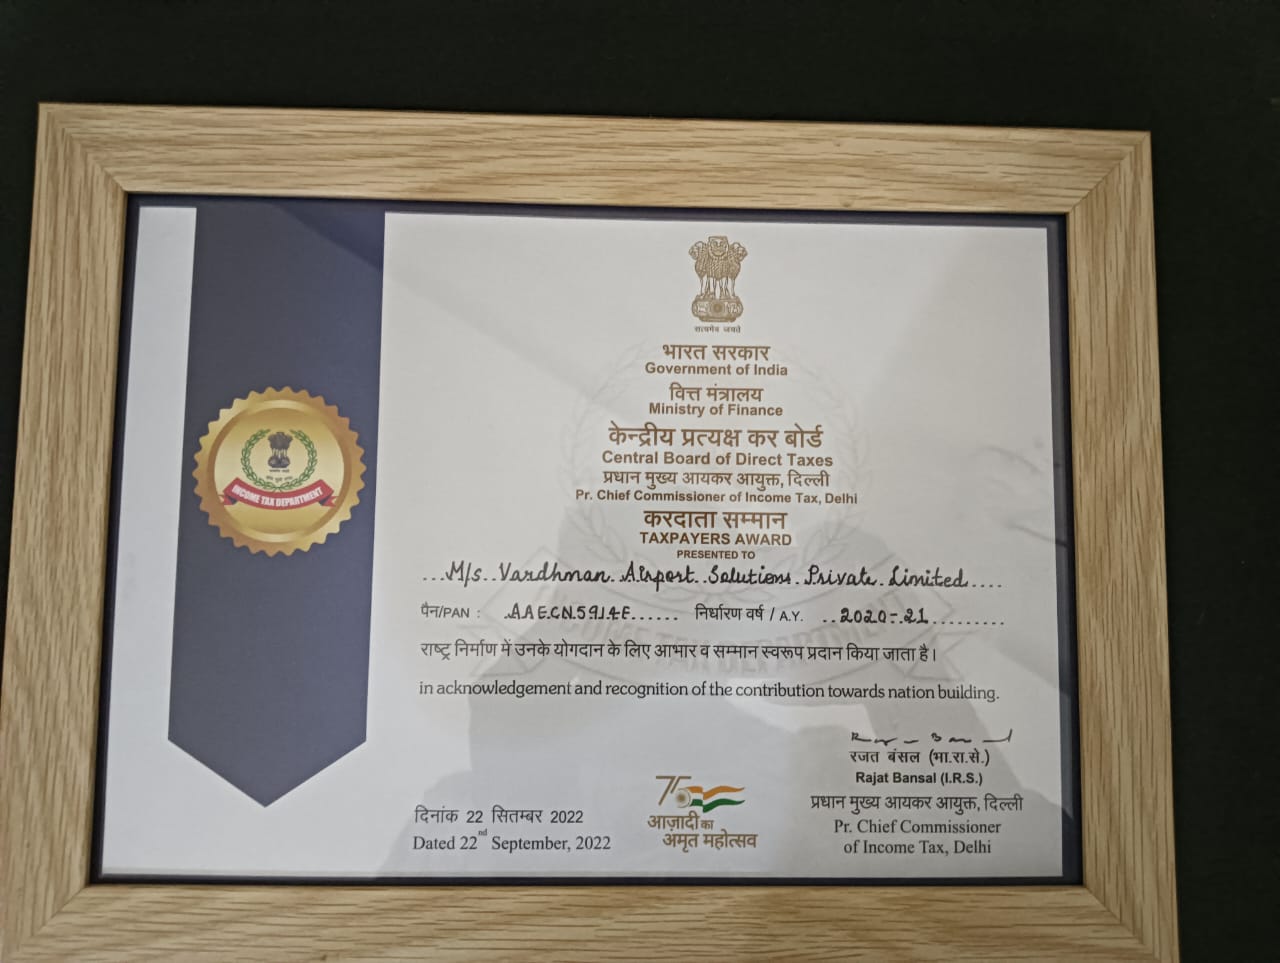 सत्यमेव जयते
भारत सरकार
Government of India
वित्त मंत्रालय
Ministry of Finance
केन्द्रीय प्रत्यक्ष कर बोर्ड
Central Board of Direct Taxes
प्रधान मुख्य आयकर आयुक्त, दिल्ली
Pr. Chief Commissioner of Income Tax, Delhi
करदाता सम्मान
TAXPAYERS AWARD
PRESENTED TO
...M/s..Vardhman.Airport..Solutions.Private.Limited....
पैन/PAN : .AAECN5914E...... निर्धारण वर्ष / A.Y. ..2020-.21.........
राष्ट्र निर्माण में उनके योगदान के लिए आभार व सम्मान स्वरूप प्रदान किया जाता है।
in acknowledgement and recognition of the contribution towards nation building.
INCOME TAX DEPARTMENT
रजत बंसल (भा.रा.से.)
Rajat Bansal (I.R.S.)
प्रधान मुख्य आयकर आयुक्त, दिल्ली
Pr. Chief Commissioner
of Income Tax, Delhi
75
आज़ादी का
अमृत महोत्सव
दिनांक 22 सितम्बर 2022
Dated 22nd September, 2022